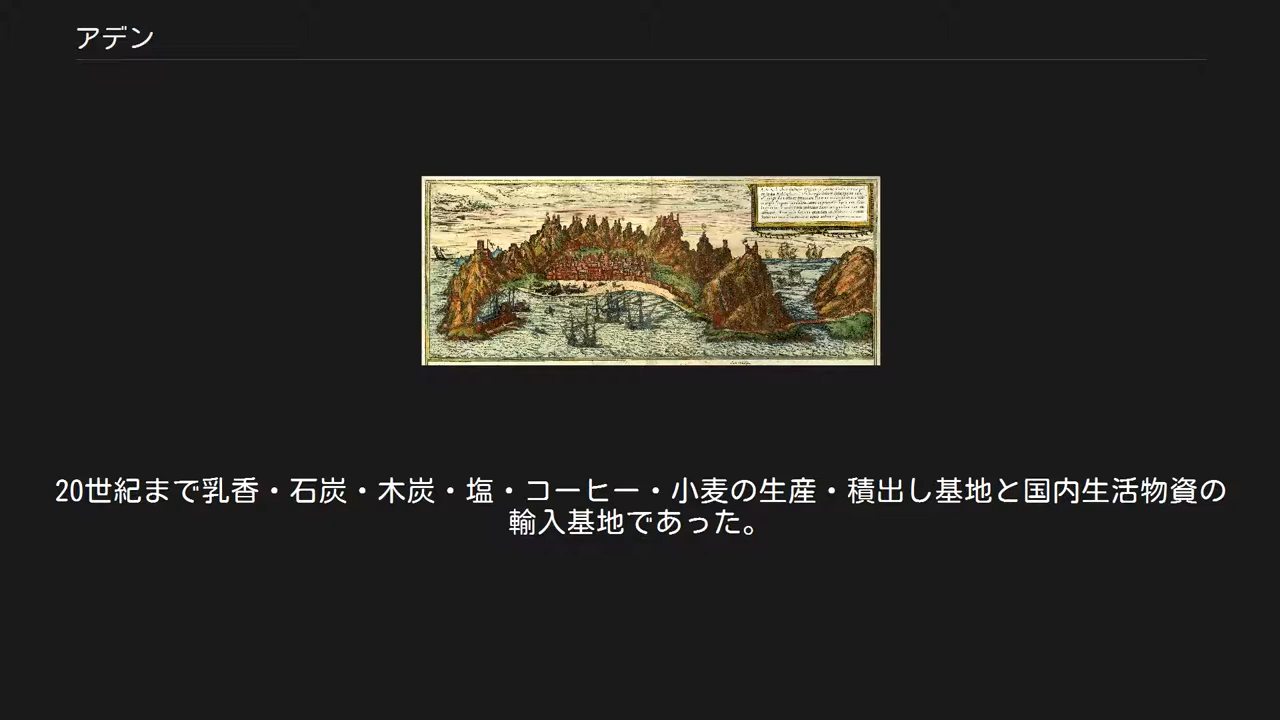 アデン
20世紀まで乳香・石炭・木炭・塩・コーヒー・小麦の生産・積出し基地と国内生活物資の
輸入基地であった。